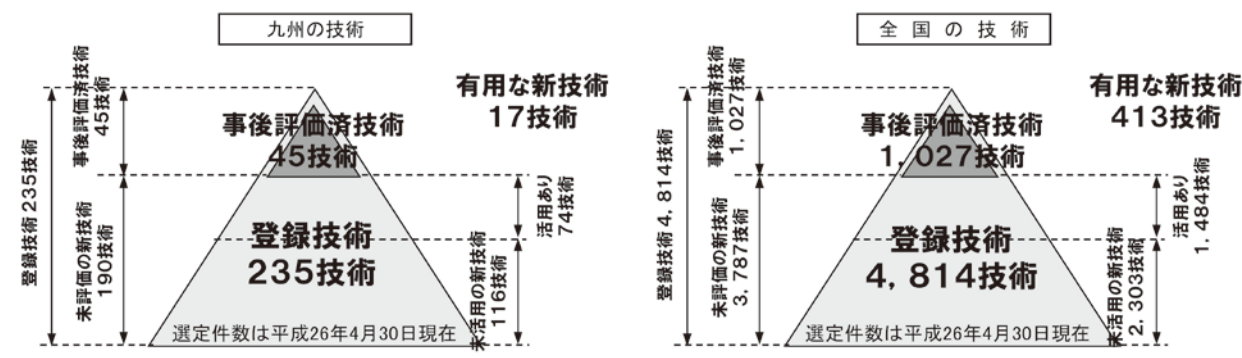 九州の技術
有用な新技術
17技術
事後評価済技術
45技術
登録技術 235技術
事後評価済技術
45技術
未評価の新技術
190技術
活用あり
74技術
登録技術
235技術
未活用の新技術
116技術
選定件数は平成26年4月30日現在
全国の技術
有用な新技術
413技術
事後評価済技術
1,027技術
登録技術 4,814技術
事後評価済技術
1,027技術
未評価の新技術
3,787技術
活用あり
1,484技術
登録技術
4,814技術
未活用の新技術
2,303技術
選定件数は平成26年4月30日現在